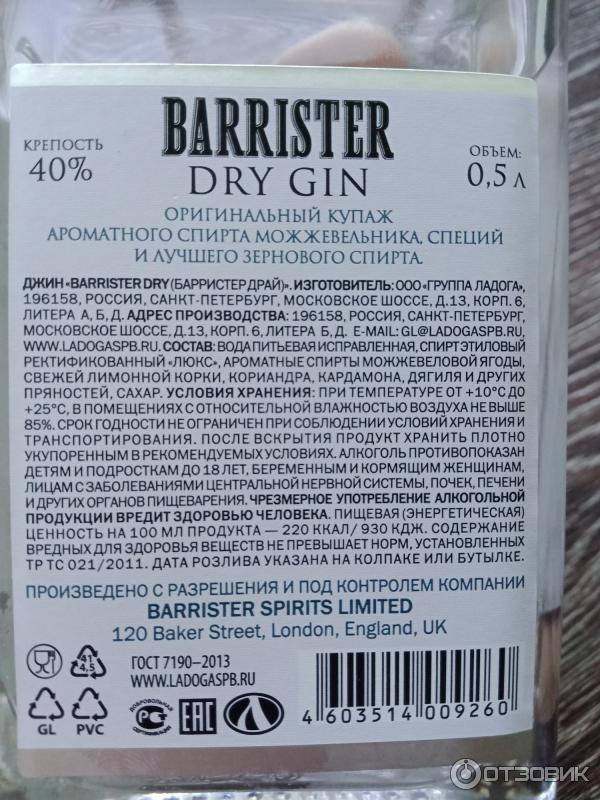 BARRISTER
КРЕПОСТЬ
40%
ОБЪЕМ:
0,5 Л
DRY GIN
ОРИГИНАЛЬНЫЙ КУПАЖ
АРОМАТНОГО СПИРТА МОЖЖЕВЕЛЬНИКА, СПЕЦИЙ
И ЛУЧШЕГО ЗЕРНОВОГО СПИРТА.
ДЖИН «BARRISTER DRY (БАРРИСТЕР ДРАЙ)». ИЗГОТОВИТЕЛЬ: ООО «ГРУППА ЛАДОГА»,
196158, РОССИЯ, САНКТ-ПЕТЕРБУРГ, МОСКОВСКОЕ ШОССЕ, Д.13, КОРП. 6,
ЛИТЕРА А, Б, Д. АДРЕС ПРОИЗВОДСТВА: 196158, РОССИЯ, САНКТ-ПЕТЕРБУРГ,
МОСКОВСКОЕ ШОССЕ, Д.13, КОРП. 6, ЛИТЕРА Б, Д. E-MAIL: GL@LADOGASPB.RU,
WWW.LADOGASPB.RU. СОСТАВ: ВОДА ПИТЬЕВАЯ ИСПРАВЛЕННАЯ, СПИРТ ЭТИЛОВЫЙ
РЕКТИФИКОВАННЫЙ «ЛЮКС», АРОМАТНЫЕ СПИРТЫ МОЖЖЕВЕЛОВОЙ ЯГОДЫ,
СВЕЖЕЙ ЛИМОННОЙ КОРКИ, КОРИАНДРА, КАРДАМОНА, ДЯГИЛЯ И ДРУГИХ
ПРЯНОСТЕЙ, САХАР. УСЛОВИЯ ХРАНЕНИЯ: ПРИ ТЕМПЕРАТУРЕ ОТ +10°С ДО
+25°С, В ПОМЕЩЕНИЯХ С ОТНОСИТЕЛЬНОЙ ВЛАЖНОСТЬЮ ВОЗДУХА НЕ ВЫШЕ
85%. СРОК ГОДНОСТИ НЕ ОГРАНИЧЕН ПРИ СОБЛЮДЕНИИ УСЛОВИЙ ХРАНЕНИЯ И
ТРАНСПОРТИРОВАНИЯ. ПОСЛЕ ВСКРЫТИЯ ПРОДУКТ ХРАНИТЬ ПЛОТНО
УКУПОРЕННЫМ В РЕКОМЕНДУЕМЫХ УСЛОВИЯХ. АЛКОГОЛЬ ПРОТИВОПОКАЗАН
ДЕТЯМ И ПОДРОСТКАМ ДО 18 ЛЕТ, БЕРЕМЕННЫМ И КОРМЯЩИМ ЖЕНЩИНАМ,
ЛИЦАМ С ЗАБОЛЕВАНИЯМИ ЦЕНТРАЛЬНОЙ НЕРВНОЙ СИСТЕМЫ, ПОЧЕК, ПЕЧЕНИ
И ДРУГИХ ОРГАНОВ ПИЩЕВАРЕНИЯ. ЧРЕЗМЕРНОЕ УПОТРЕБЛЕНИЕ АЛКОГОЛЬНОЙ
ПРОДУКЦИИ ВРЕДИТ ЗДОРОВЬЮ ЧЕЛОВЕКА. ПИЩЕВАЯ (ЭНЕРГЕТИЧЕСКАЯ)
ЦЕННОСТЬ НА 100 МЛ ПРОДУКТА — 220 ККАЛ/ 930 КДЖ. СОДЕРЖАНИЕ
ВРЕДНЫХ ДЛЯ ЗДОРОВЬЯ ВЕЩЕСТВ НЕ ПРЕВЫШАЕТ НОРМ, УСТАНОВЛЕННЫХ
ТР ТС 021/2011. ДАТА РОЗЛИВА УКАЗАНА НА КОЛПАКЕ ИЛИ БУТЫЛКЕ.
ПРОИЗВЕДЕНО С РАЗРЕШЕНИЯ И ПОД КОНТРОЛЕМ КОМПАНИИ
BARRISTER SPIRITS LIMITED
120 Baker Street, London, England, UK
41
4,5
ГОСТ 7190–2013
WWW.LADOGASPB.RU
GL
PVC
ДОБРОВОЛЬНАЯ
СЕРТИФИКАЦИЯ
ЕАС
4 603514 009260
ОТЗОВИК